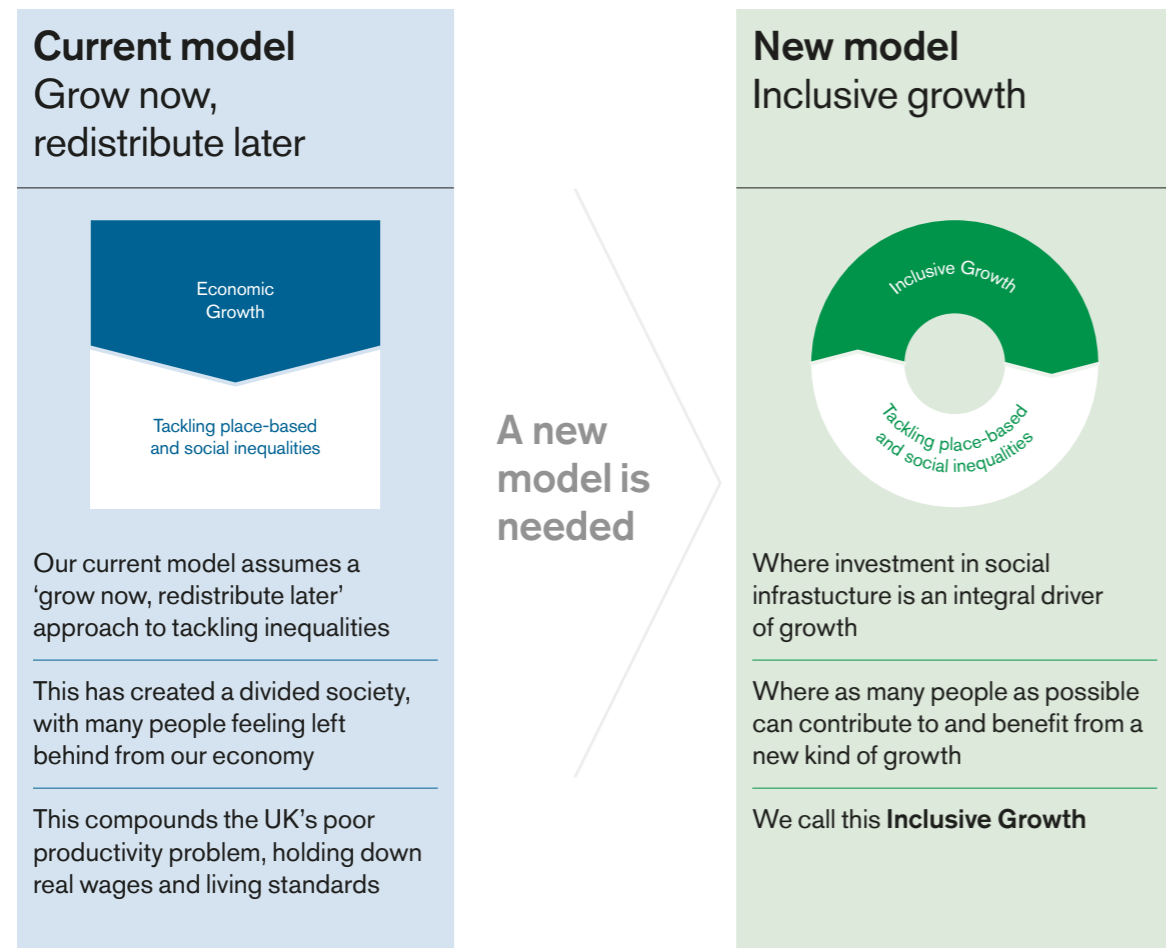 Current model
Grow now,
redistribute later
Economic
Growth
Tackling place-based
and social inequalities
Our current model assumes a
‘grow now, redistribute later’
approach to tackling inequalities
This has created a divided society,
with many people feeling left
behind from our economy
This compounds the UK’s poor
productivity problem, holding down
real wages and living standards
A new
model is
needed
New model
Inclusive growth
Inclusive Growth
Tackling place-based
and social inequalities
Where investment in social
infrastucture is an integral driver
of growth
Where as many people as possible
can contribute to and benefit from a
new kind of growth
We call this Inclusive Growth